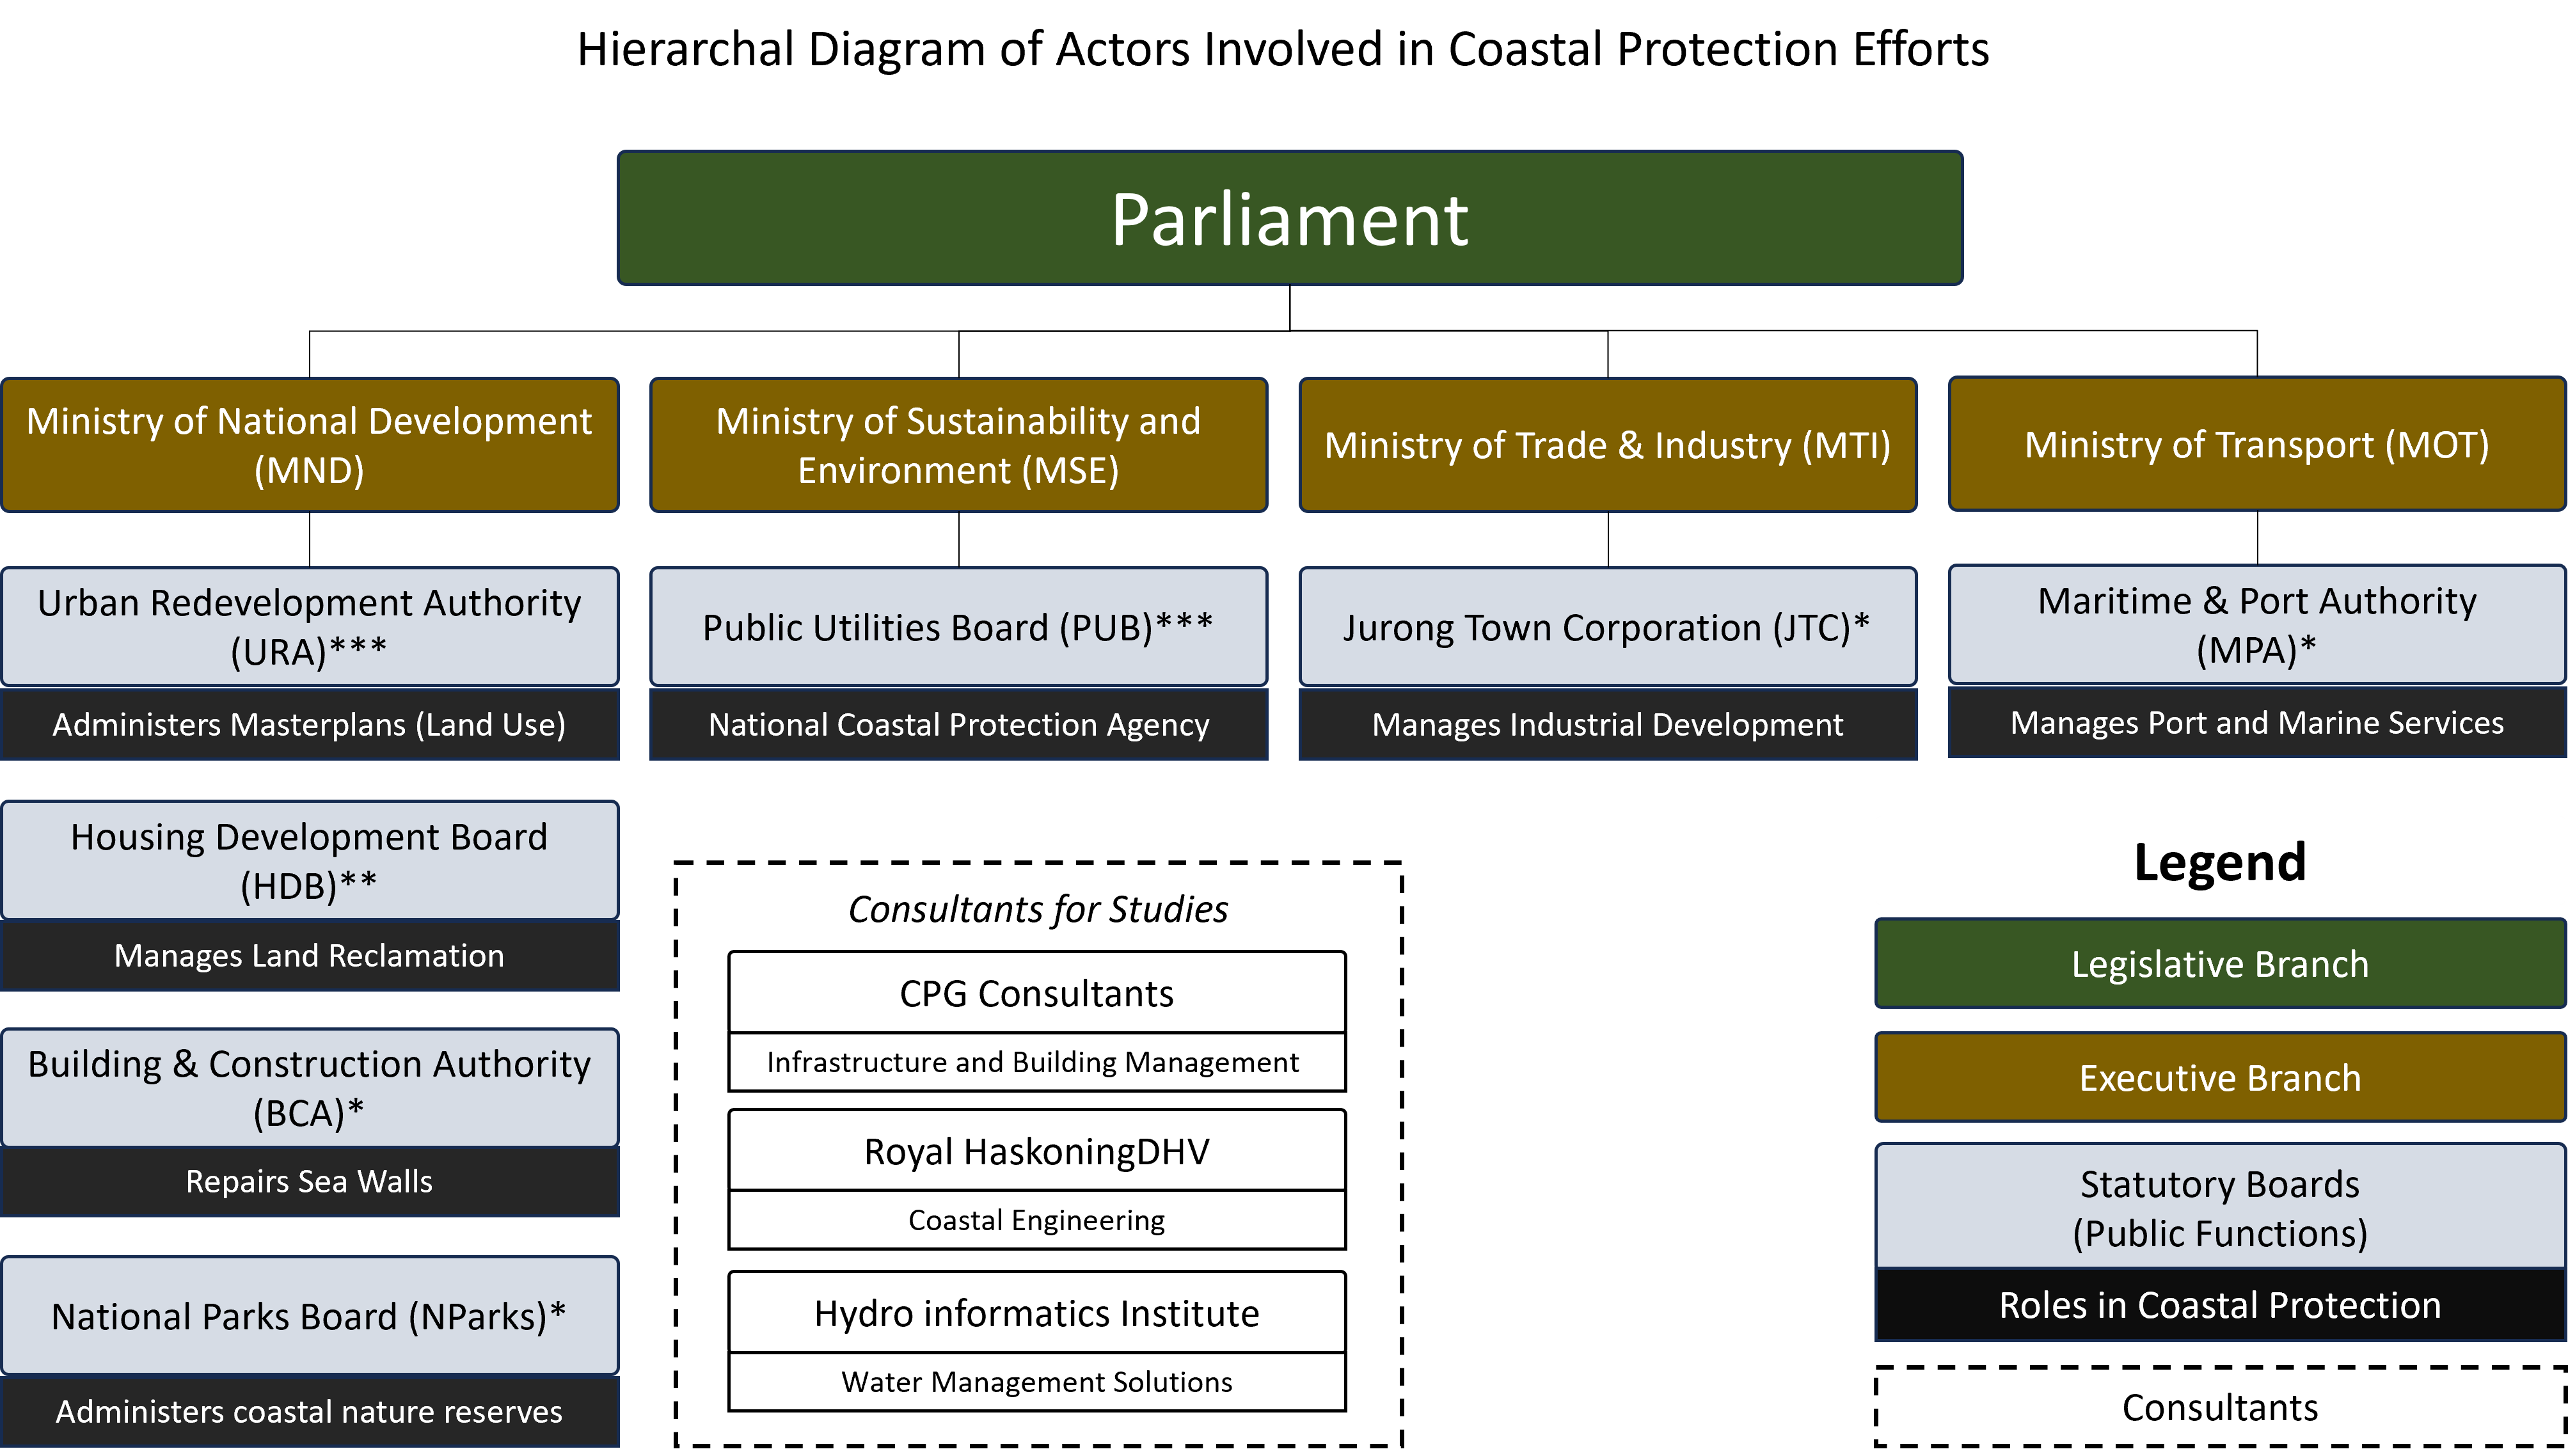 Hierarchal Diagram of Actors Involved in Coastal Protection Efforts
Parliament
Ministry of National Development
(MND)
Ministry of Sustainability and
Environment (MSE)
Ministry of Trade & Industry (MTI)
Ministry of Transport (MOT)
Urban Redevelopment Authority
(URA)***
Administers Masterplans (Land Use)
Public Utilities Board (PUB)***
National Coastal Protection Agency
Jurong Town Corporation (JTC)*
Manages Industrial Development
Maritime & Port Authority
(MPA)*
Manages Port and Marine Services
Housing Development Board
(HDB)**
Manages Land Reclamation
Building & Construction Authority
(BCA)*
Repairs Sea Walls
National Parks Board (NParks)*
Administers coastal nature reserves
Consultants for Studies
CPG Consultants
Infrastructure and Building Management
Royal HaskoningDHV
Coastal Engineering
Hydro informatics Institute
Water Management Solutions
Legend
Legislative Branch
Executive Branch
Statutory Boards
(Public Functions)
Roles in Coastal Protection
Consultants